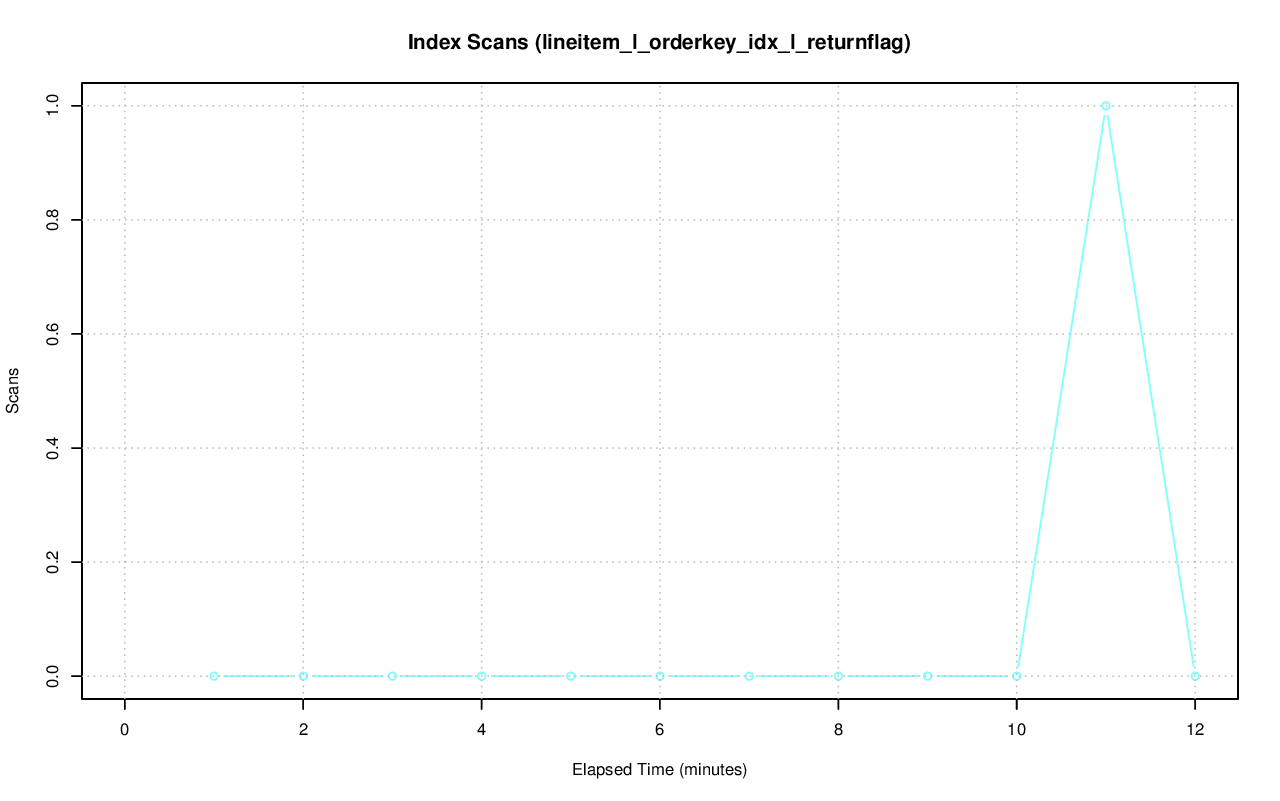 Index Scans (lineitem_l_orderkey_idx_l_returnflag)
Scans
1.0
0.8
0.6
0.4
0.2
0.0
0 2 4 6 8 10 12
Elapsed Time (minutes)